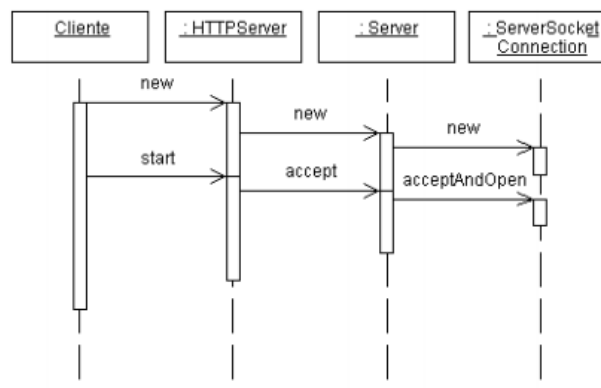 Cliente
: HTTPServer
: Server
: ServerSocket
Connection
new
new
new
start
accept
acceptAndOpen